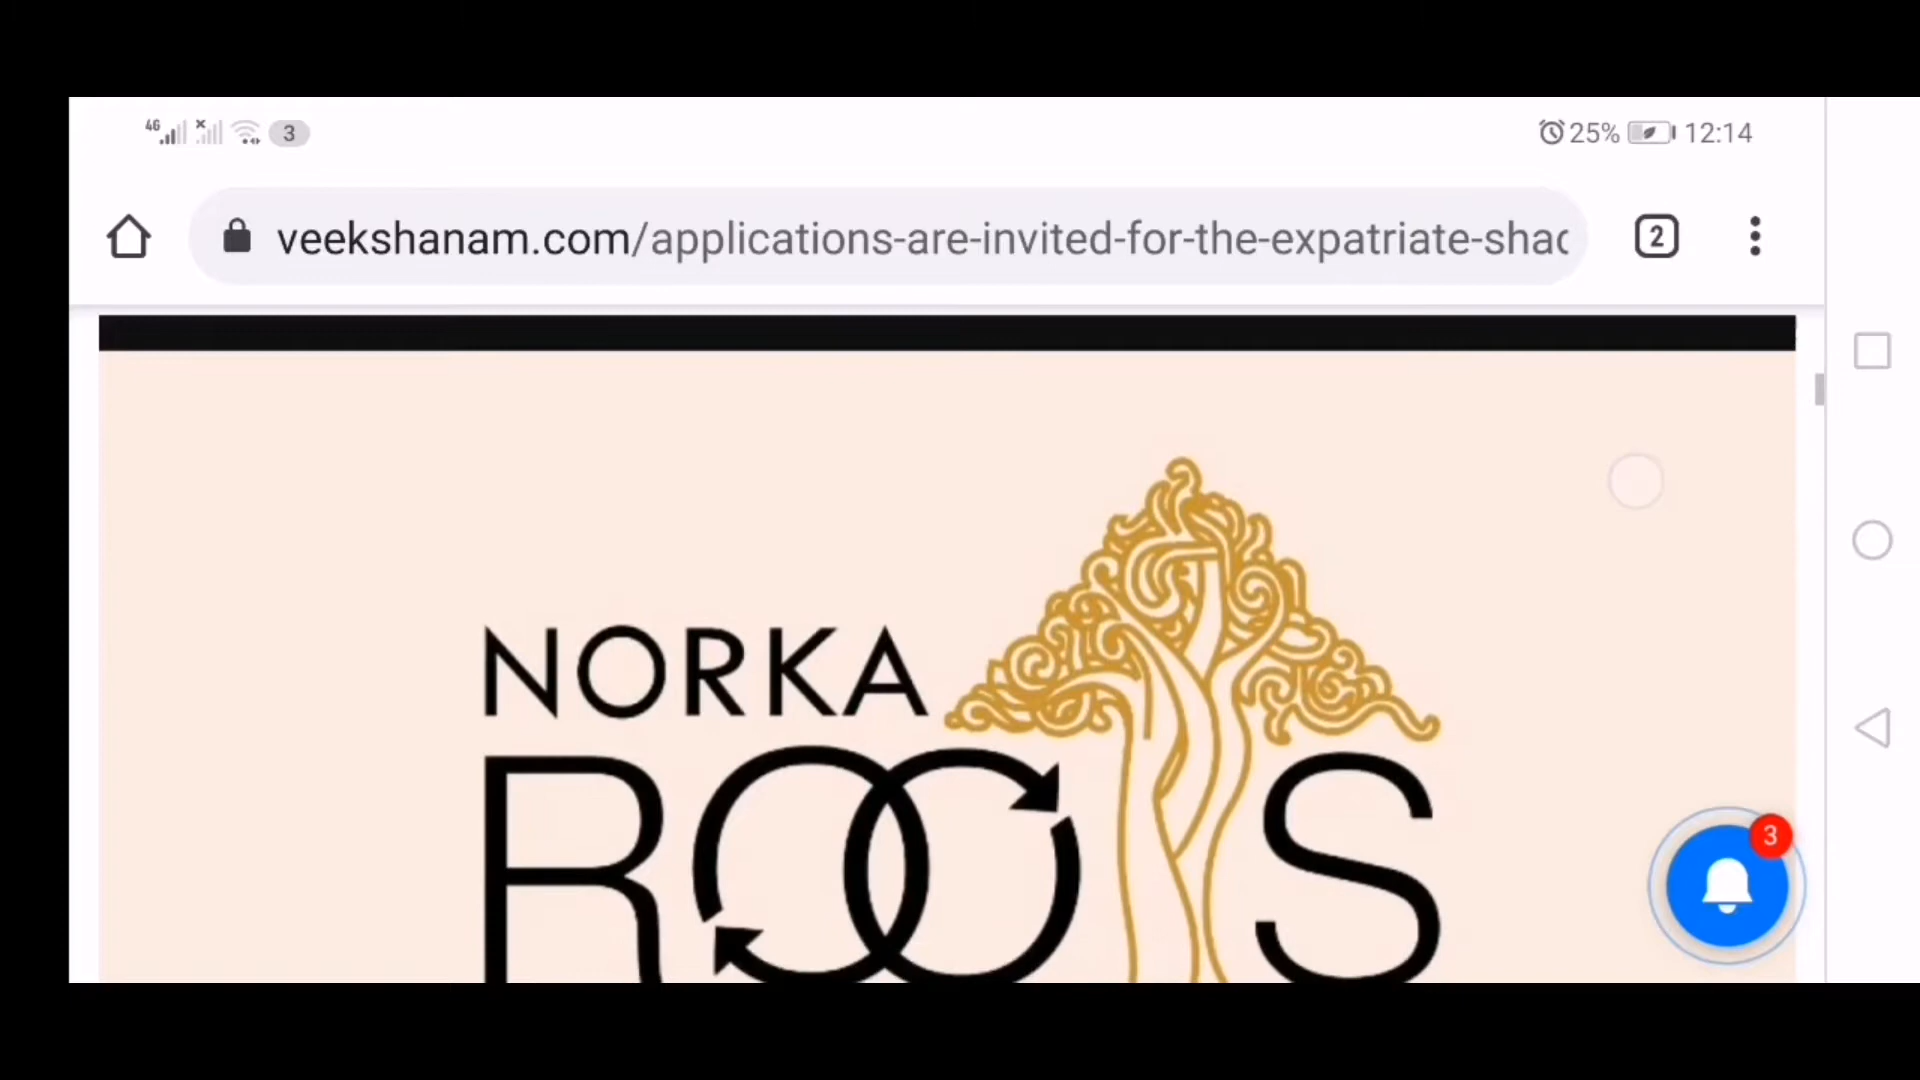 4G 3 25% 12:14
veekshanam.com/applications-are-invited-for-the-expatriate-shac
2
NORKA
ROOTS
3